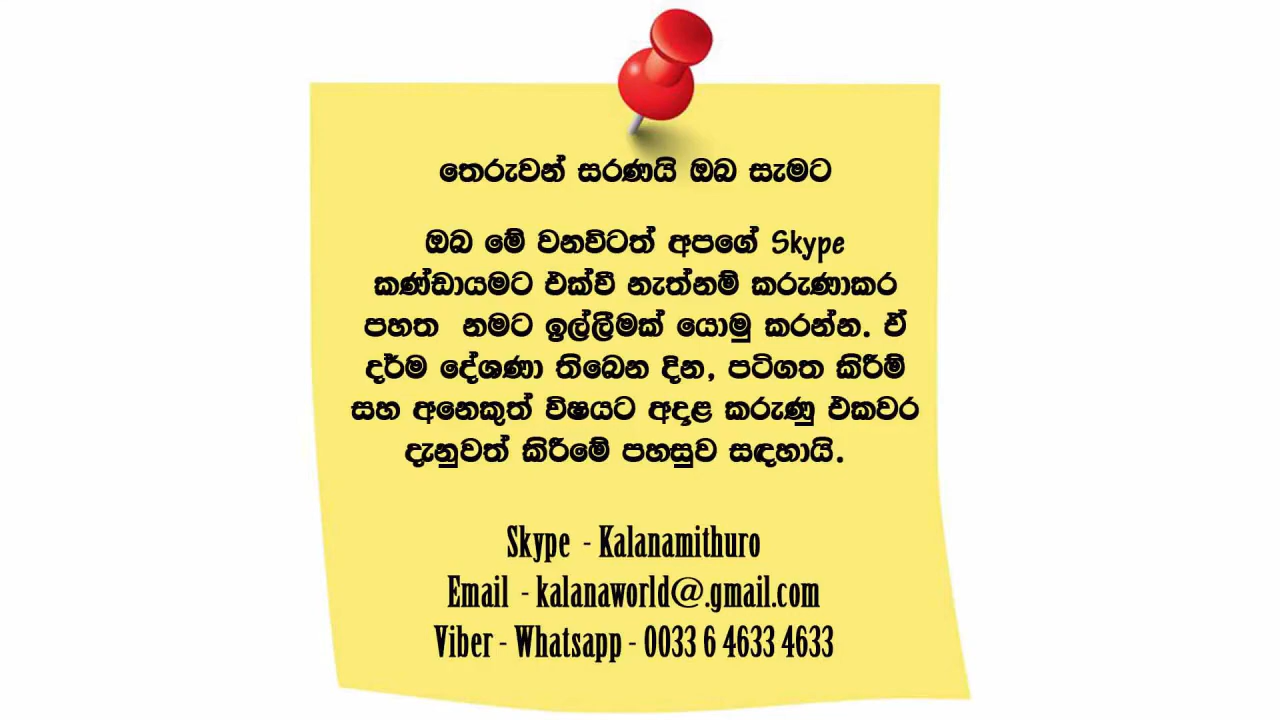 තෙරුවන් සරණයි ඔබ සැමට
ඔබ මේ වනවිටත් අපගේ Skype
කණ්ඩායමට එක්වී නැත්නම් කරුණාකර
පහත නමට ඉල්ලීමක් යොමු කරන්න. ඒ
දර්ම දේශණා තිබෙන දින, පටිගත කිරීම්
සහ අනෙකුත් විෂයට අදළ කරුණු එකවර
දැනුවත් කිරීමේ පහසුව සඳහායි.
Skype - Kalanamithuro
Email - kalanaworld@.gmail.com
Viber - Whatsapp - 0033 6 4633 4633